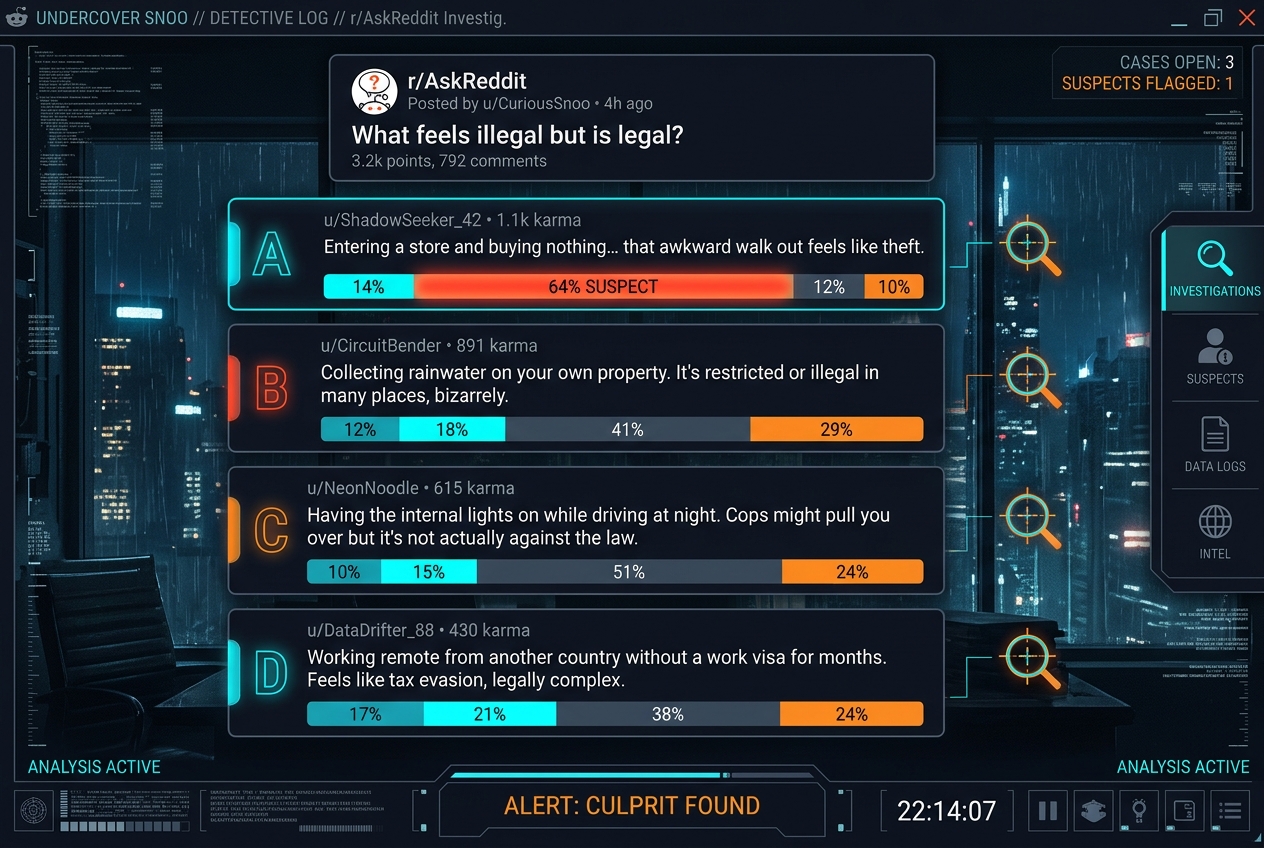 UNDERCOVER SNOO // DETECTIVE LOG // r/AskReddit Investig.
CASES OPEN: 3
SUSPECTS FLAGGED: 1
?
r/AskReddit
Posted by u/CuriousSnoo • 4h ago
What feels illegal but is legal?
3.2k points, 792 comments
A
u/ShadowSeeker_42 • 1.1k karma
Entering a store and buying nothing... that awkward walk out feels like theft.
14% 64% SUSPECT 12% 10%
B
u/CircuitBender • 891 karma
Collecting rainwater on your own property. It's restricted or illegal in
many places, bizarrely.
12% 18% 41% 29%
C
u/NeonNoodle • 615 karma
Having the internal lights on while driving at night. Cops might pull you
over but it's not actually against the law.
10% 15% 51% 24%
D
u/DataDrifter_88 • 430 karma
Working remote from another country without a work visa for months.
Feels like tax evasion, legally complex.
17% 21% 38% 24%
INVESTIGATIONS
SUSPECTS
DATA LOGS
INTEL
ANALYSIS ACTIVE
ANALYSIS ACTIVE
ALERT: CULPRIT FOUND
22:14:07